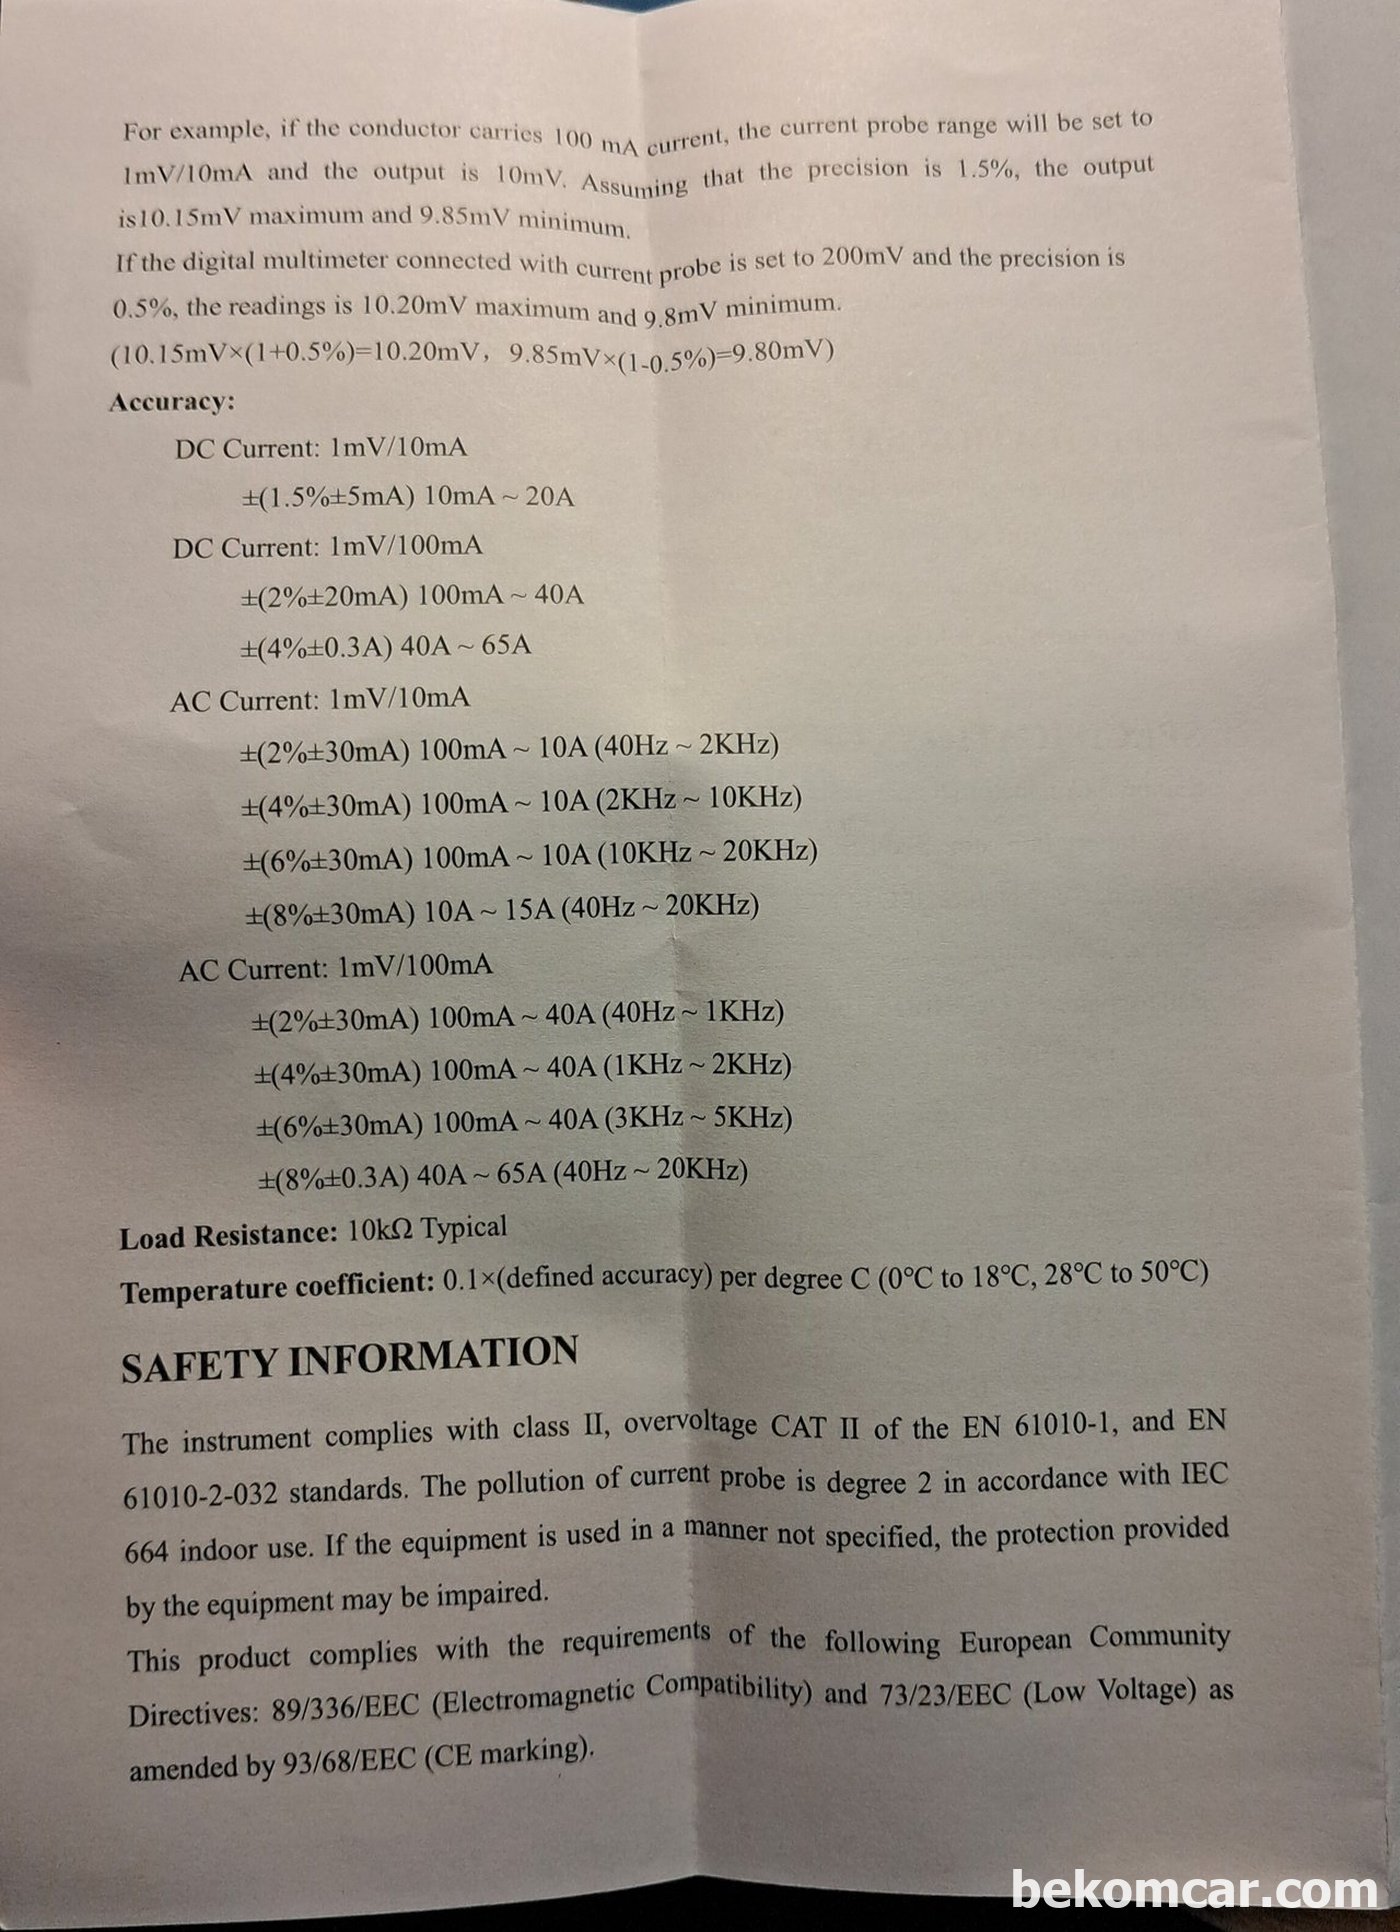 For example, if the conductor carries 100 mA current, the current probe range will be set to
1mV/10mA and the output is 10mV. Assuming that the precision is 1.5%, the output
is10.15mV maximum and 9.85mV minimum.
If the digital multimeter connected with current probe is set to 200mV and the precision is
0.5%, the readings is 10.20mV maximum and 9.8mV minimum.
(10.15mV×(1+0.5%)=10.20mV, 9.85mV×(1-0.5%)=9.80mV)
Accuracy:
DC Current: 1mV/10mA
±(1.5%±5mA) 10mA ~ 20A
DC Current: 1mV/100mA
±(2%±20mA) 100mA ~ 40A
±(4%±0.3A) 40A ~ 65A
AC Current: 1mV/10mA
±(2%±30mA) 100mA ~ 10A (40Hz ~ 2KHz)
±(4%±30mA) 100mA ~ 10A (2KHz ~ 10KHz)
±(6%±30mA) 100mA ~ 10A (10KHz ~ 20KHz)
±(8%±30mA) 10A ~ 15A (40Hz ~ 20KHz)
AC Current: 1mV/100mA
±(2%±30mA) 100mA ~ 40A (40Hz ~ 1KHz)
±(4%±30mA) 100mA ~ 40A (1KHz ~ 2KHz)
±(6%±30mA) 100mA ~ 40A (3KHz ~ 5KHz)
±(8%±0.3A) 40A ~ 65A (40Hz ~ 20KHz)
Load Resistance: 10kΩ Typical
Temperature coefficient: 0.1×(defined accuracy) per degree C (0°C to 18°C, 28°C to 50°C)
SAFETY INFORMATION
The instrument complies with class II, overvoltage CAT II of the EN 61010-1, and EN
61010-2-032 standards. The pollution of current probe is degree 2 in accordance with IEC
664 indoor use. If the equipment is used in a manner not specified, the protection provided
by the equipment may be impaired.
This product complies with the requirements of the following European Community
Directives: 89/336/EEC (Electromagnetic Compatibility) and 73/23/EEC (Low Voltage) as
amended by 93/68/EEC (CE marking).
bekomcar.com